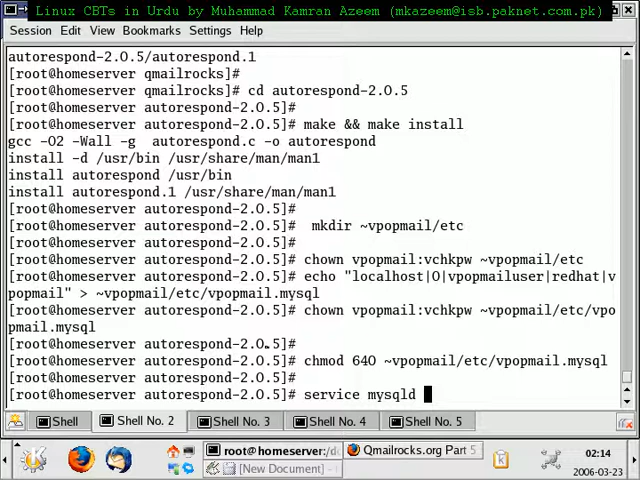 Linux CBTs in Urdu by Muhammad Kamran Azeem (mkazeem@isb.paknet.com.pk)
Session Edit View Bookmarks Settings Help
autorespond-2.0.5/autorespond.1
[root@homeserver qmailrocks]#
[root@homeserver qmailrocks]# cd autorespond-2.0.5
[root@homeserver autorespond-2.0.5]#
[root@homeserver autorespond-2.0.5]# make && make install
gcc -O2 -Wall -g  autorespond.c -o autorespond
install -d /usr/bin /usr/share/man/man1
install autorespond /usr/bin
install autorespond.1 /usr/share/man/man1
[root@homeserver autorespond-2.0.5]#
[root@homeserver autorespond-2.0.5]#  mkdir ~vpopmail/etc
[root@homeserver autorespond-2.0.5]#
[root@homeserver autorespond-2.0.5]# chown vpopmail:vchkpw ~vpopmail/etc
[root@homeserver autorespond-2.0.5]# echo "localhost|0|vpopmailuser|redhat|v
popmail" > ~vpopmail/etc/vpopmail.mysql
[root@homeserver autorespond-2.0.5]# chown vpopmail:vchkpw ~vpopmail/etc/vpo
pmail.mysql
[root@homeserver autorespond-2.0.5]#
[root@homeserver autorespond-2.0.5]# chmod 640 ~vpopmail/etc/vpopmail.mysql
[root@homeserver autorespond-2.0.5]#
[root@homeserver autorespond-2.0.5]# service mysqld
Shell Shell No. 2 Shell No. 3 Shell No. 4 Shell No. 5
root@homeserver:/d Qmailrocks.org Part 5
[New Document]
02:14
2006-03-23